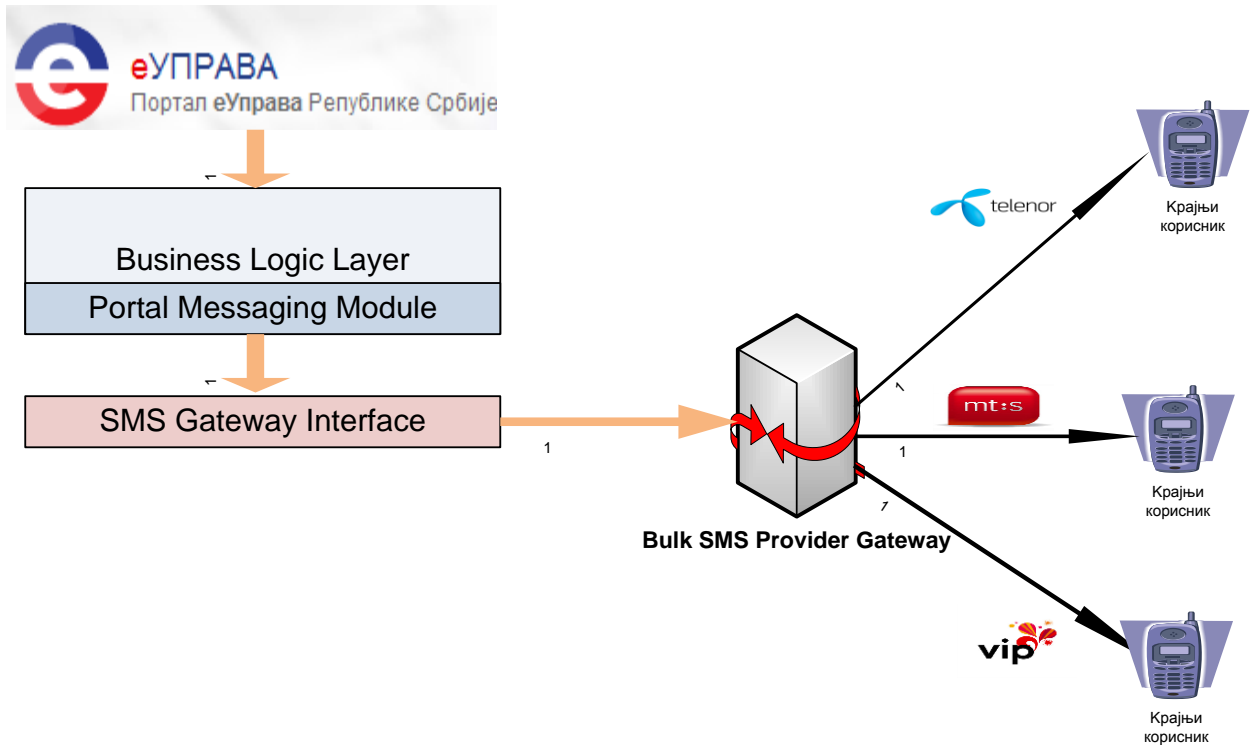 еУПРАВА
Портал еУправа Републике Србије
1
Business Logic Layer
Portal Messaging Module
1
SMS Gateway Interface
1
Bulk SMS Provider Gateway
telenor
1
Крајњи
корисник
mt:s
1
Крајњи
корисник
1
vip
Крајњи
корисник